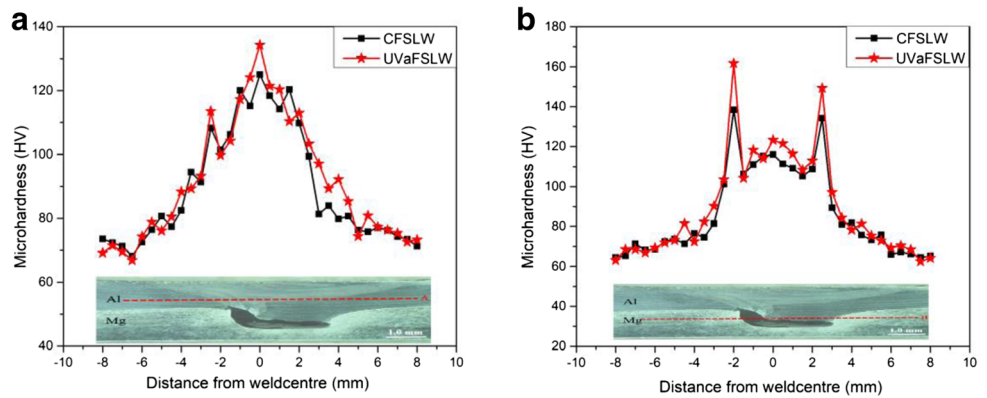 a
140
120
100
80
60
40
Microhardness (HV)
CFSLW
UVaFSLW
Al
A
Mg
1.0 mm
-8 -6 -4 -2 0 2 4 6 8 10
Distance from weldcentre (mm)
b
180
160
140
120
100
80
60
40
20
Microhardness (HV)
CFSLW
UVaFSLW
Al
Mg
1.0 mm
-10 -8 -6 -4 -2 0 2 4 6 8 10
Distance from weldcentre (mm)